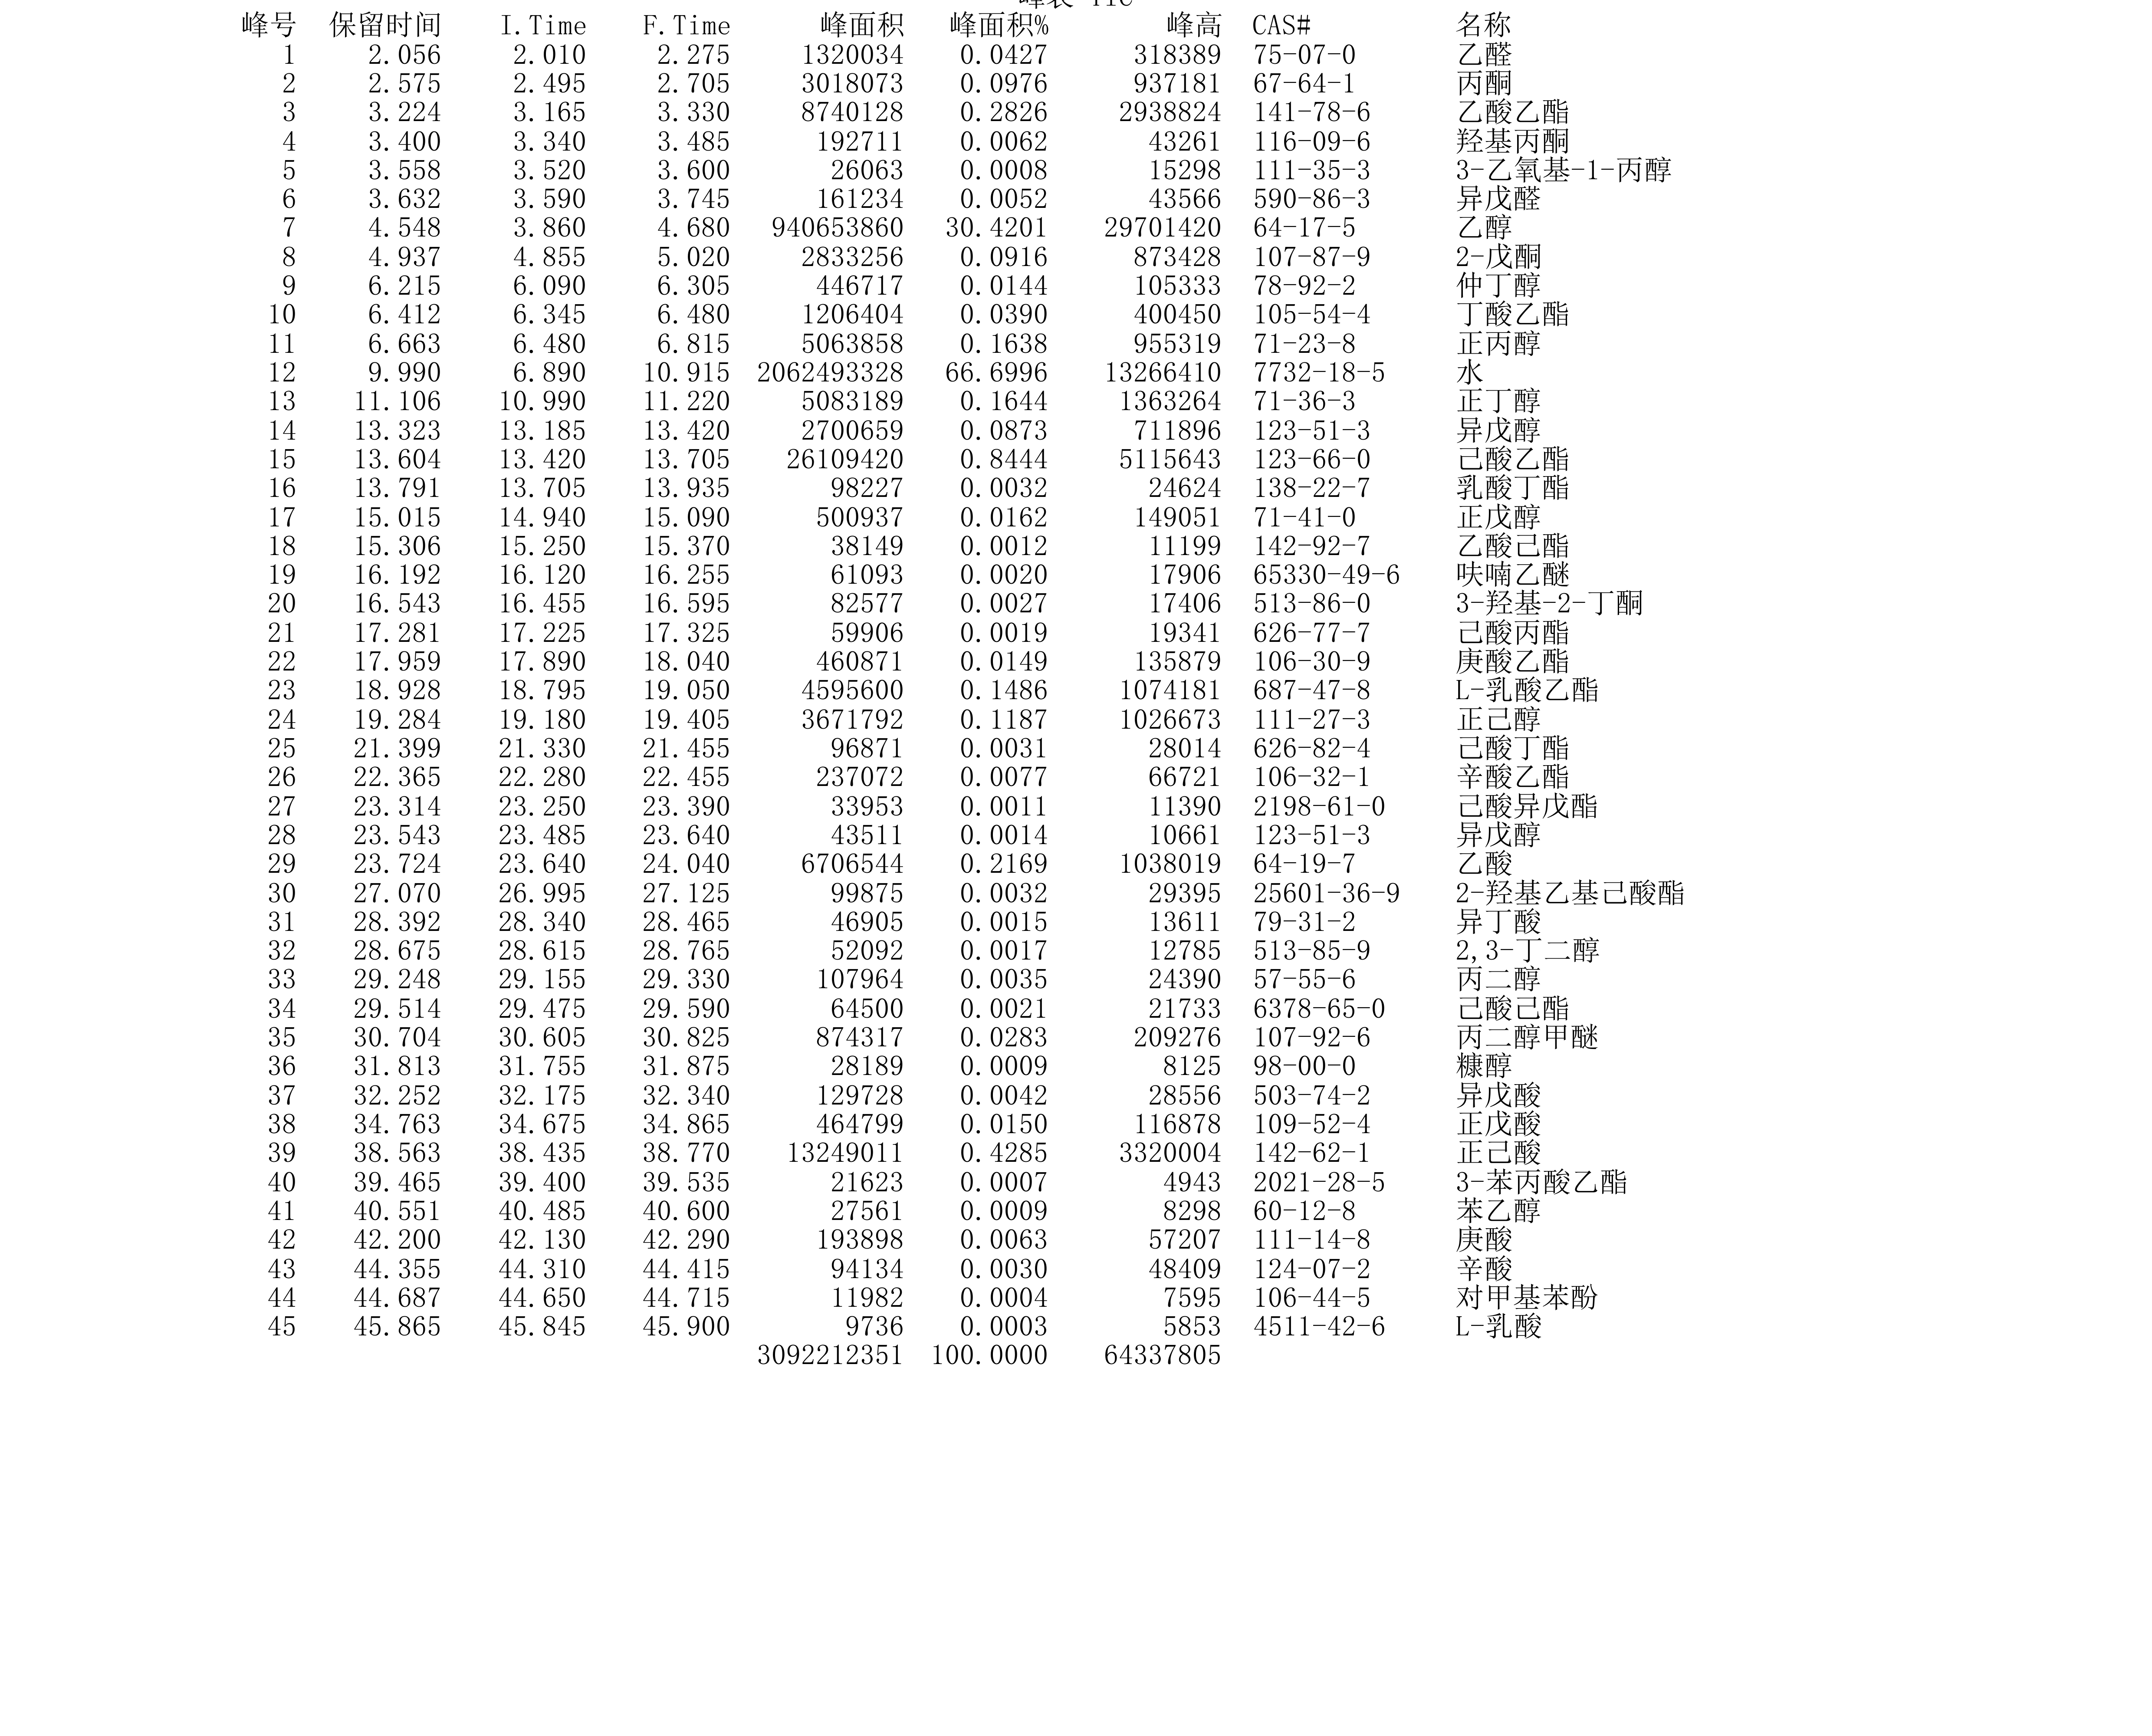 峰表 TIC
峰号 保留时间 I.Time F.Time 峰面积 峰面积% 峰高 CAS# 名称
1 2.056 2.010 2.275 1320034 0.0427 318389 75-07-0 乙醛
2 2.575 2.495 2.705 3018073 0.0976 937181 67-64-1 丙酮
3 3.224 3.165 3.330 8740128 0.2826 2938824 141-78-6 乙酸乙酯
4 3.400 3.340 3.485 192711 0.0062 43261 116-09-6 羟基丙酮
5 3.558 3.520 3.600 26063 0.0008 15298 111-35-3 3-乙氧基-1-丙醇
6 3.632 3.590 3.745 161234 0.0052 43566 590-86-3 异戊醛
7 4.548 3.860 4.680 940653860 30.4201 29701420 64-17-5 乙醇
8 4.937 4.855 5.020 2833256 0.0916 873428 107-87-9 2-戊酮
9 6.215 6.090 6.305 446717 0.0144 105333 78-92-2 仲丁醇
10 6.412 6.345 6.480 1206404 0.0390 400450 105-54-4 丁酸乙酯
11 6.663 6.480 6.815 5063858 0.1638 955319 71-23-8 正丙醇
12 9.990 6.890 10.915 2062493328 66.6996 13266410 7732-18-5 水
13 11.106 10.990 11.220 5083189 0.1644 1363264 71-36-3 正丁醇
14 13.323 13.185 13.420 2700659 0.0873 711896 123-51-3 异戊醇
15 13.604 13.420 13.705 26109420 0.8444 5115643 123-66-0 己酸乙酯
16 13.791 13.705 13.935 98227 0.0032 24624 138-22-7 乳酸丁酯
17 15.015 14.940 15.090 500937 0.0162 149051 71-41-0 正戊醇
18 15.306 15.250 15.370 38149 0.0012 11199 142-92-7 乙酸己酯
19 16.192 16.120 16.255 61093 0.0020 17906 65330-49-6 呋喃乙醚
20 16.543 16.455 16.595 82577 0.0027 17406 513-86-0 3-羟基-2-丁酮
21 17.281 17.225 17.325 59906 0.0019 19341 626-77-7 己酸丙酯
22 17.959 17.890 18.040 460871 0.0149 135879 106-30-9 庚酸乙酯
23 18.928 18.795 19.050 4595600 0.1486 1074181 687-47-8 L-乳酸乙酯
24 19.284 19.180 19.405 3671792 0.1187 1026673 111-27-3 正己醇
25 21.399 21.330 21.455 96871 0.0031 28014 626-82-4 己酸丁酯
26 22.365 22.280 22.455 237072 0.0077 66721 106-32-1 辛酸乙酯
27 23.314 23.250 23.390 33953 0.0011 11390 2198-61-0 己酸异戊酯
28 23.543 23.485 23.640 43511 0.0014 10661 123-51-3 异戊醇
29 23.724 23.640 24.040 6706544 0.2169 1038019 64-19-7 乙酸
30 27.070 26.995 27.125 99875 0.0032 29395 25601-36-9 2-羟基乙基己酸酯
31 28.392 28.340 28.465 46905 0.0015 13611 79-31-2 异丁酸
32 28.675 28.615 28.765 52092 0.0017 12785 513-85-9 2,3-丁二醇
33 29.248 29.155 29.330 107964 0.0035 24390 57-55-6 丙二醇
34 29.514 29.475 29.590 64500 0.0021 21733 6378-65-0 己酸己酯
35 30.704 30.605 30.825 874317 0.0283 209276 107-92-6 丙二醇甲醚
36 31.813 31.755 31.875 28189 0.0009 8125 98-00-0 糠醇
37 32.252 32.175 32.340 129728 0.0042 28556 503-74-2 异戊酸
38 34.763 34.675 34.865 464799 0.0150 116878 109-52-4 正戊酸
39 38.563 38.435 38.770 13249011 0.4285 3320004 142-62-1 正己酸
40 39.465 39.400 39.535 21623 0.0007 4943 2021-28-5 3-苯丙酸乙酯
41 40.551 40.485 40.600 27561 0.0009 8298 60-12-8 苯乙醇
42 42.200 42.130 42.290 193898 0.0063 57207 111-14-8 庚酸
43 44.355 44.310 44.415 94134 0.0030 48409 124-07-2 辛酸
44 44.687 44.650 44.715 11982 0.0004 7595 106-44-5 对甲基苯酚
45 45.865 45.845 45.900 9736 0.0003 5853 4511-42-6 L-乳酸
3092212351 100.0000 64337805